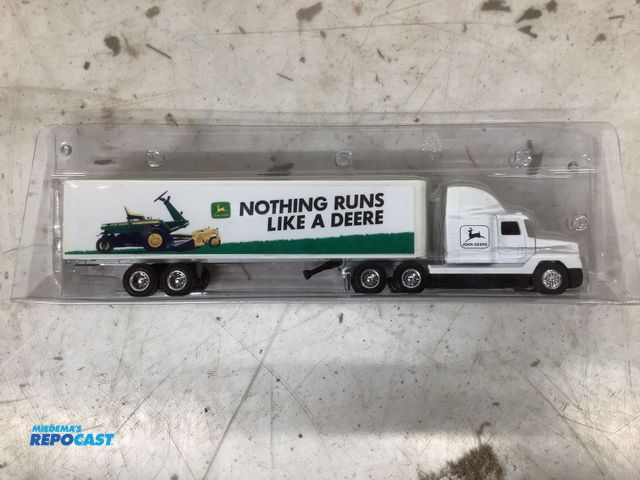 NOTHING RUNS
LIKE A DEERE
JOHN DEERE
MIEDEMA'S
REPOCAST